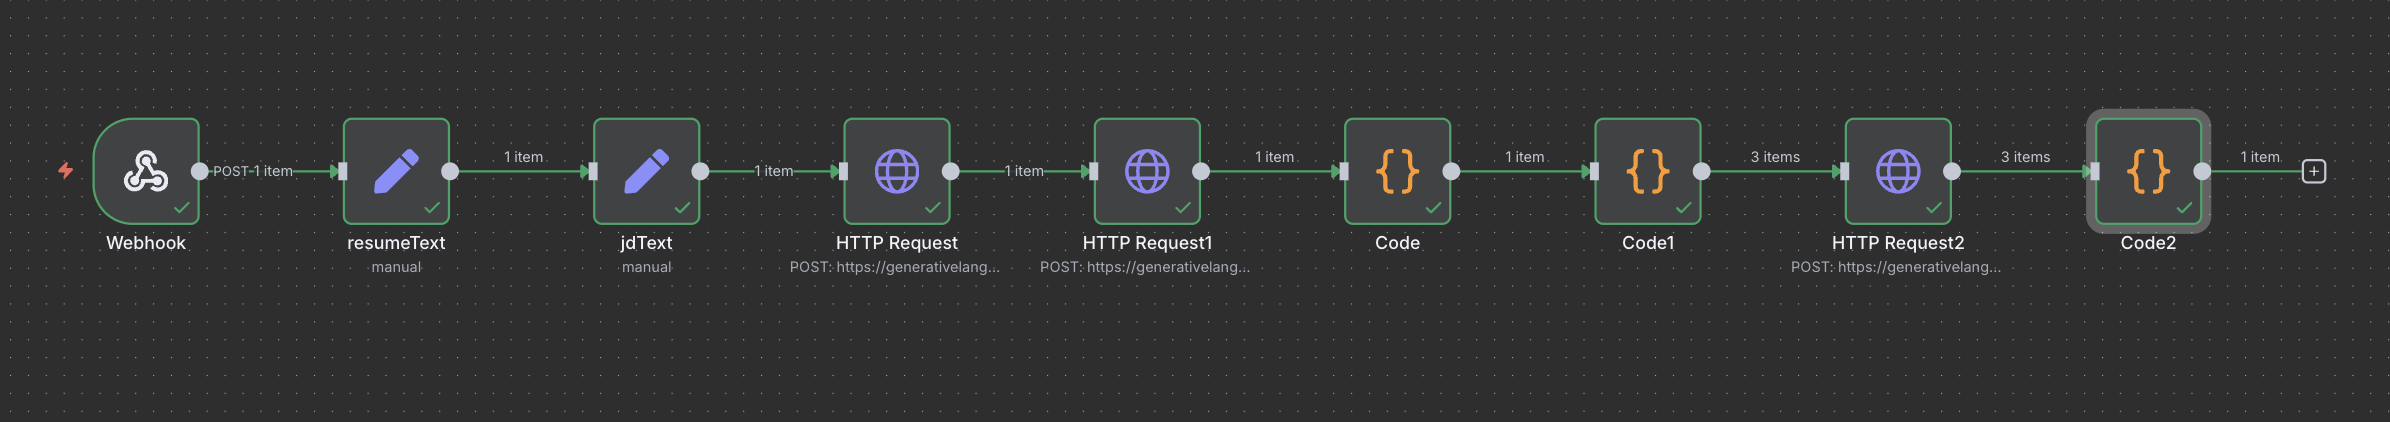 POST 1 item
1 item
1 item
1 item
1 item
1 item
3 items
3 items
1 item
Webhook
resumeText
manual
jdText
manual
HTTP Request
POST: https://generativelang...
HTTP Request1
POST: https://generativelang...
Code
Code1
HTTP Request2
POST: https://generativelang...
Code2